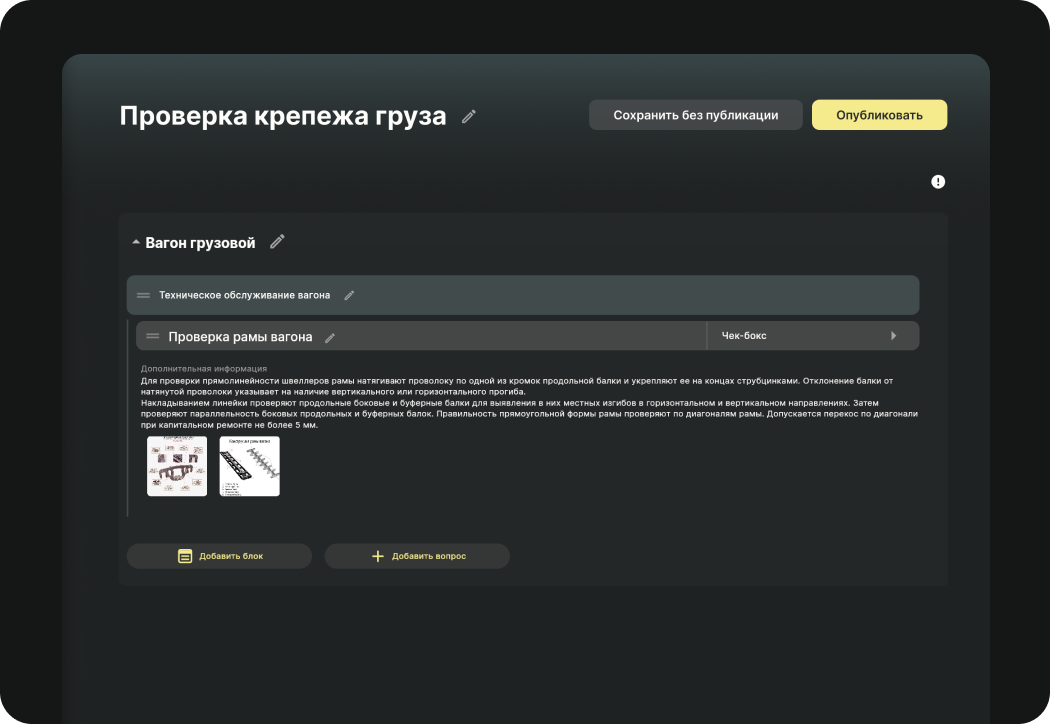 Проверка крепежа груза
Сохранить без публикации
Опубликовать
Вагон грузовой
Техническое обслуживание вагона
Проверка рамы вагона
Чек-бокс
Дополнительная информация
Для проверки прямолинейности швеллеров рамы натягивают проволоку по одной из кромок продольной балки и укрепляют ее на концах струбцинками. Отклонение балки от
натянутой проволоки указывает на наличие вертикального или горизонтального прогиба.
Накладыванием линейки проверяют продольные боковые и буферные балки для выявления в них местных изгибов в горизонтальном и вертикальном направлениях. Затем
проверяют параллельность боковых продольных и буферных балок. Правильность прямоугольной формы рамы проверяют по диагоналям рамы. Допускается перекос по диагонали
при капитальном ремонте не более 5 мм.
Добавить блок
Добавить вопрос